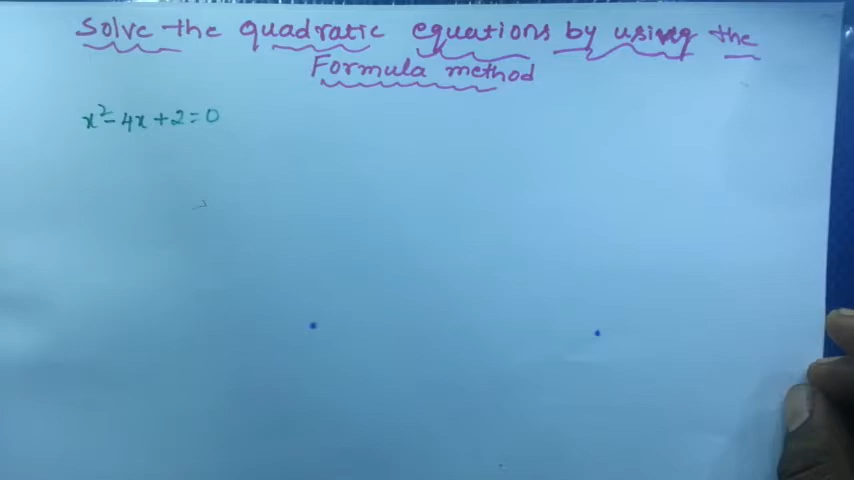 Solve the quadratic equations by using the
Formula method
x² - 4x + 2 = 0